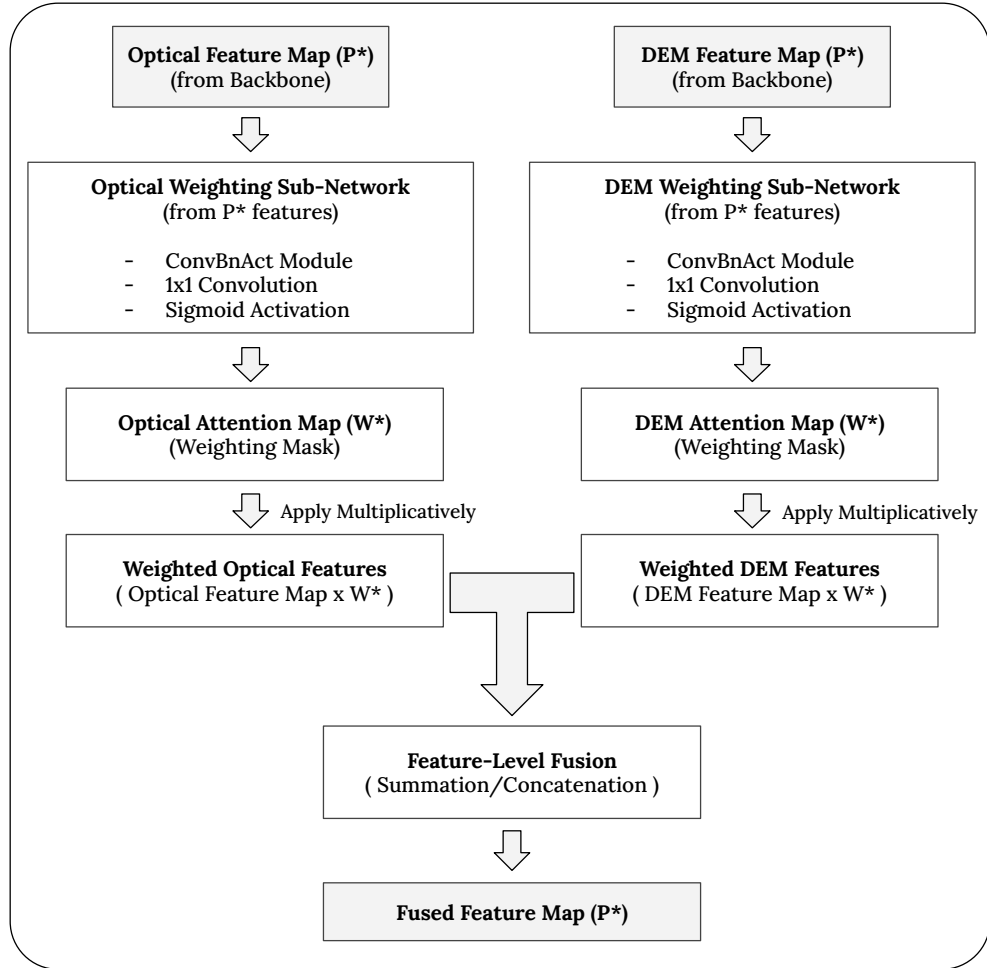 Optical Feature Map (P*)
(from Backbone)
DEM Feature Map (P*)
(from Backbone)
Optical Weighting Sub-Network
(from P* features)
- ConvBnAct Module
- 1x1 Convolution
- Sigmoid Activation
DEM Weighting Sub-Network
(from P* features)
- ConvBnAct Module
- 1x1 Convolution
- Sigmoid Activation
Optical Attention Map (W*)
(Weighting Mask)
DEM Attention Map (W*)
(Weighting Mask)
Apply Multiplicatively
Apply Multiplicatively
Weighted Optical Features
( Optical Feature Map x W* )
Weighted DEM Features
( DEM Feature Map x W* )
Feature-Level Fusion
( Summation/Concatenation )
Fused Feature Map (P*)